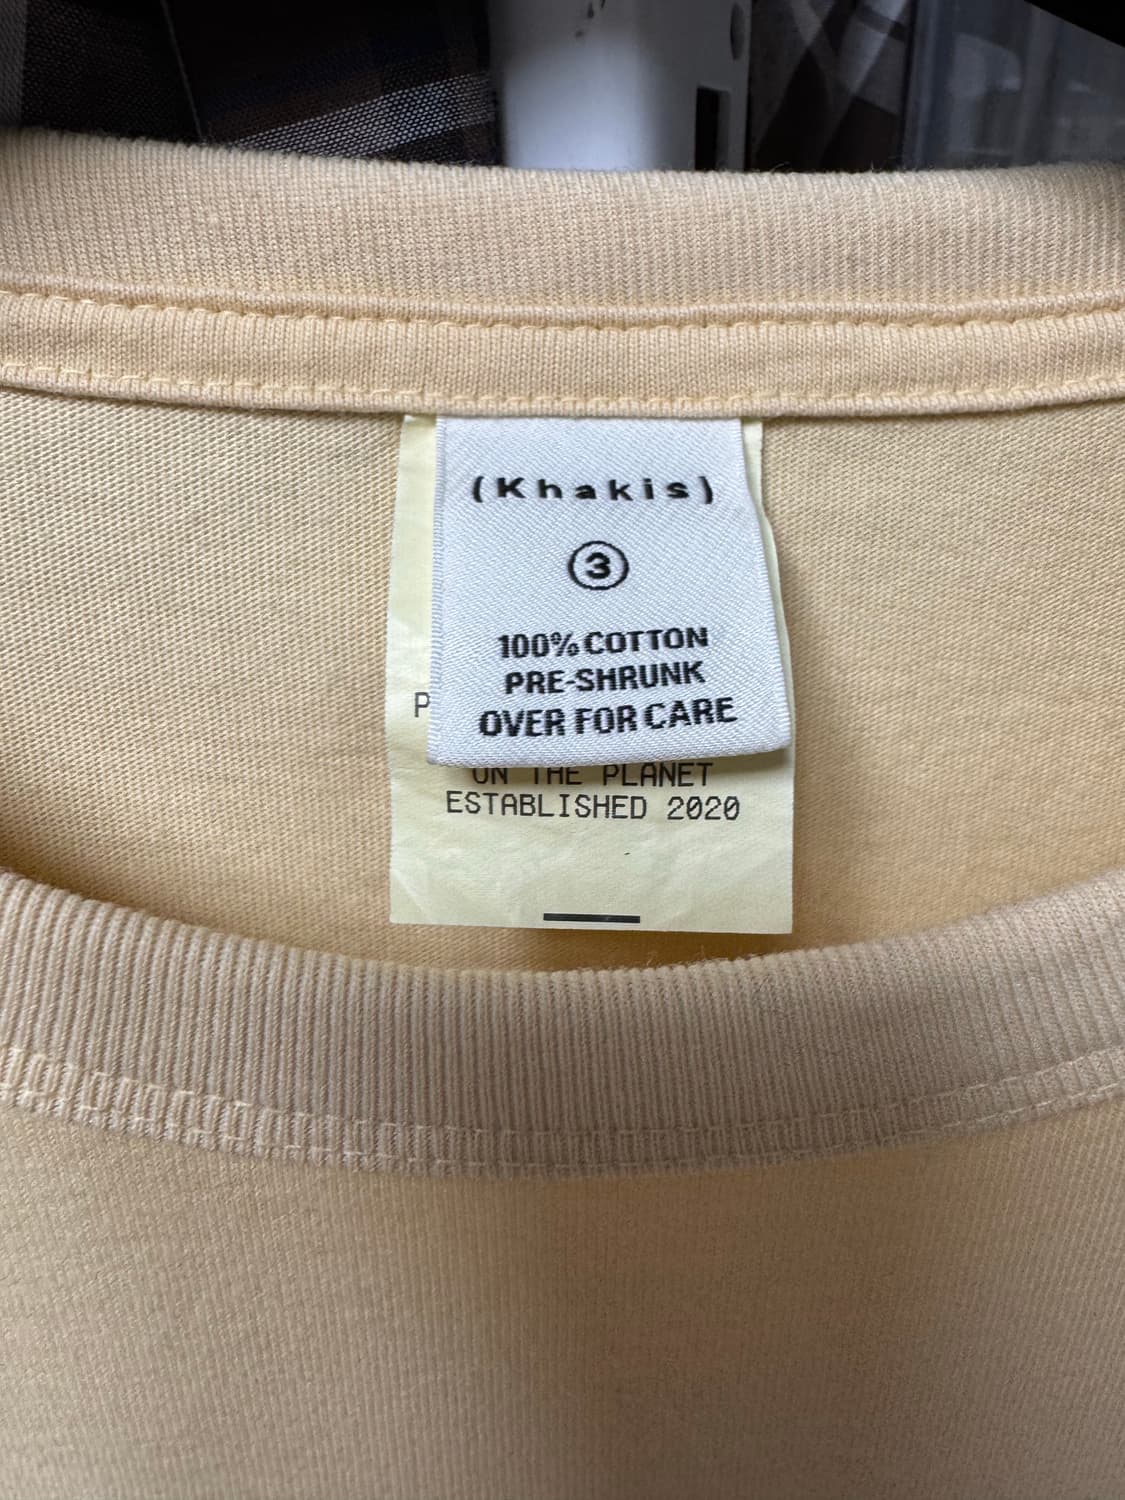 (Khakis)
3
100% COTTON
PRE-SHRUNK
OVER FOR CARE
P
ON THE PLANET
ESTABLISHED 2020